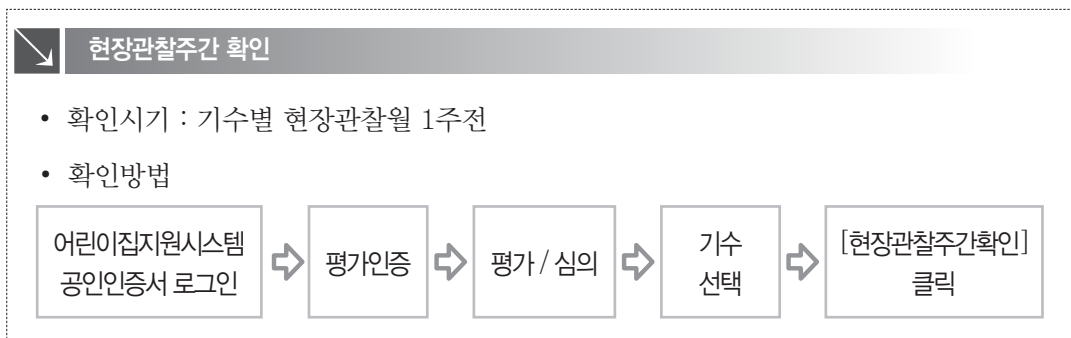 현장관찰주간 확인
• 확인시기 : 기수별 현장관찰월 1주전
• 확인방법
어린이집지원시스템
공인인증서 로그인
평가인증
평가 / 심의
기수
선택
[현장관찰주간확인]
클릭